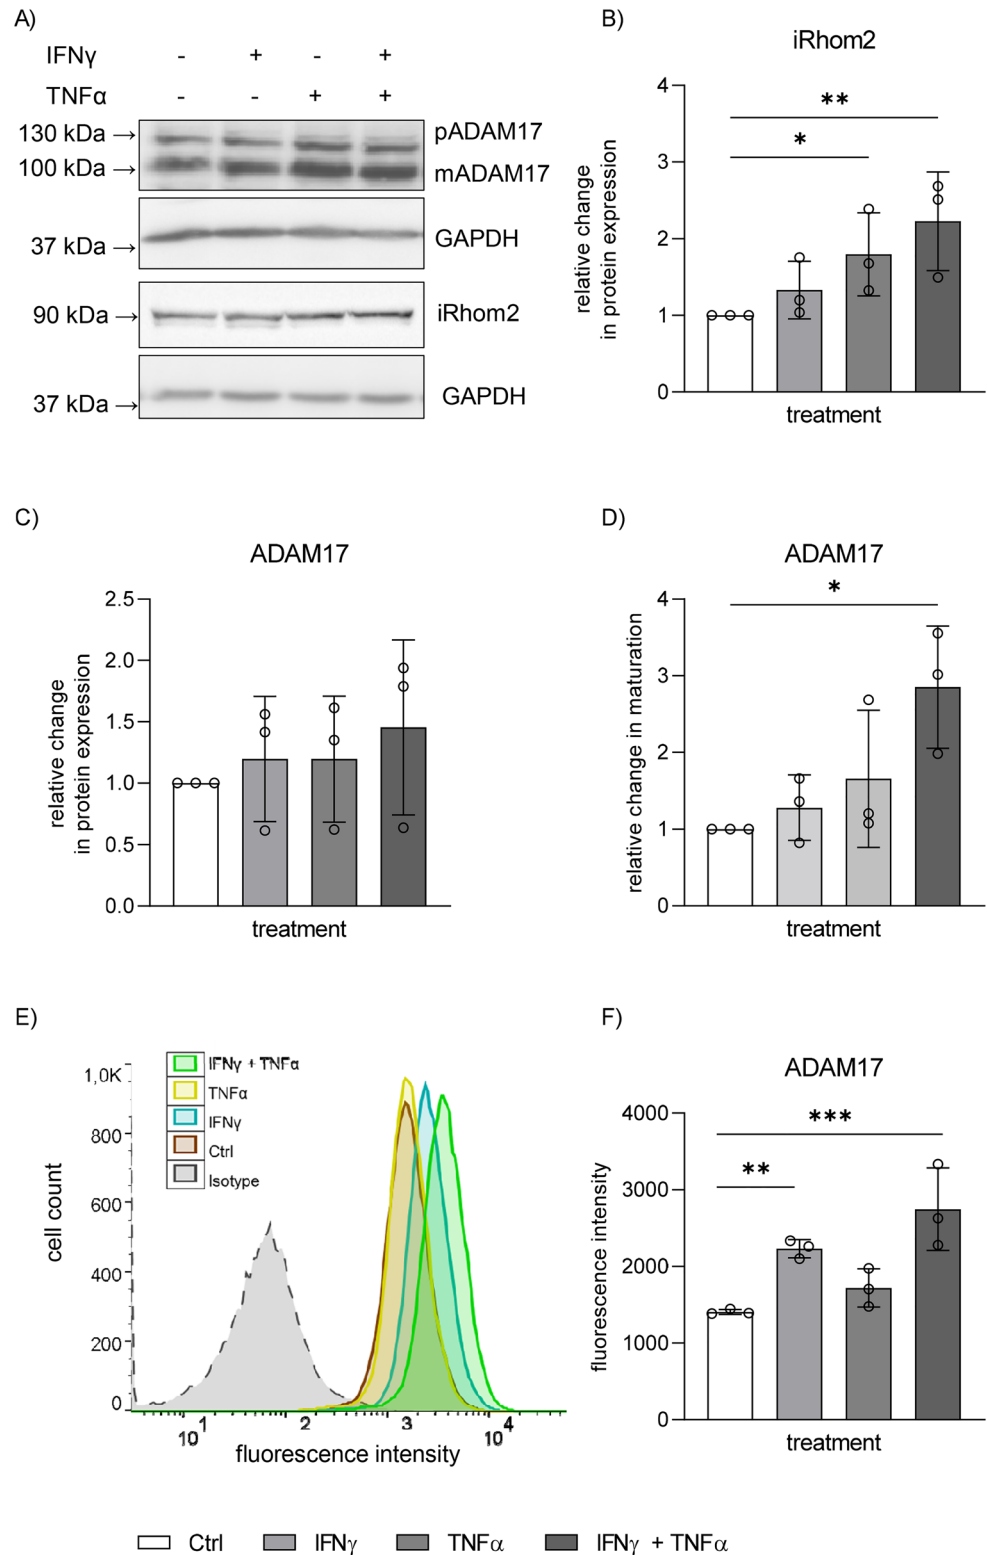 A)
IFNγ - + - +
TNFα - - + +
130 kDa → pADAM17
100 kDa → mADAM17
37 kDa → GAPDH
90 kDa → iRhom2
37 kDa → GAPDH
B)
iRhom2
relative change
in protein expression
4
3
2
1
0
**
*
treatment
C)
ADAM17
relative change
in protein expression
2.5
2.0
1.5
1.0
0.5
0.0
treatment
D)
ADAM17
relative change in maturation
4
3
2
1
0
*
treatment
E)
cell count
1,0K
800
600
400
200
0
IFNγ + TNFα
TNFα
IFNγ
Ctrl
Isotype
10 1
2
3
10 4
fluorescence intensity
F)
ADAM17
fluorescence intensity
4000
3000
2000
1000
0
***
**
treatment
Ctrl IFNγ TNFα IFNγ + TNFα